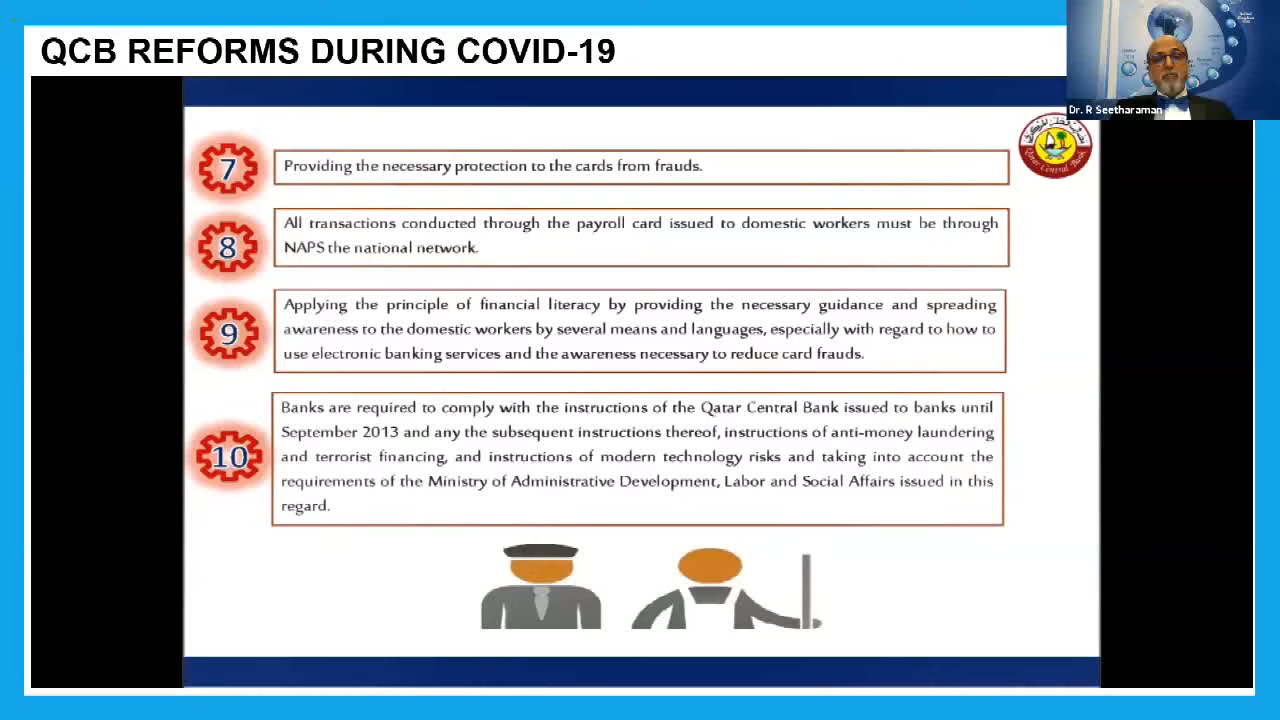 QCB REFORMS DURING COVID-19
Dr. R Seetharaman
مصرف قطر المركزي
Qatar Central Bank
7
Providing the necessary protection to the cards from frauds.
8
All transactions conducted through the payroll card issued to domestic workers must be through
NAPS the national network.
9
Applying the principle of financial literacy by providing the necessary guidance and spreading
awareness to the domestic workers by several means and languages, especially with regard to how to
use electronic banking services and the awareness necessary to reduce card frauds.
10
Banks are required to comply with the instructions of the Qatar Central Bank issued to banks until
September 2013 and any the subsequent instructions thereof, instructions of anti-money laundering
and terrorist financing, and instructions of modern technology risks and taking into account the
requirements of the Ministry of Administrative Development, Labor and Social Affairs issued in this
regard.